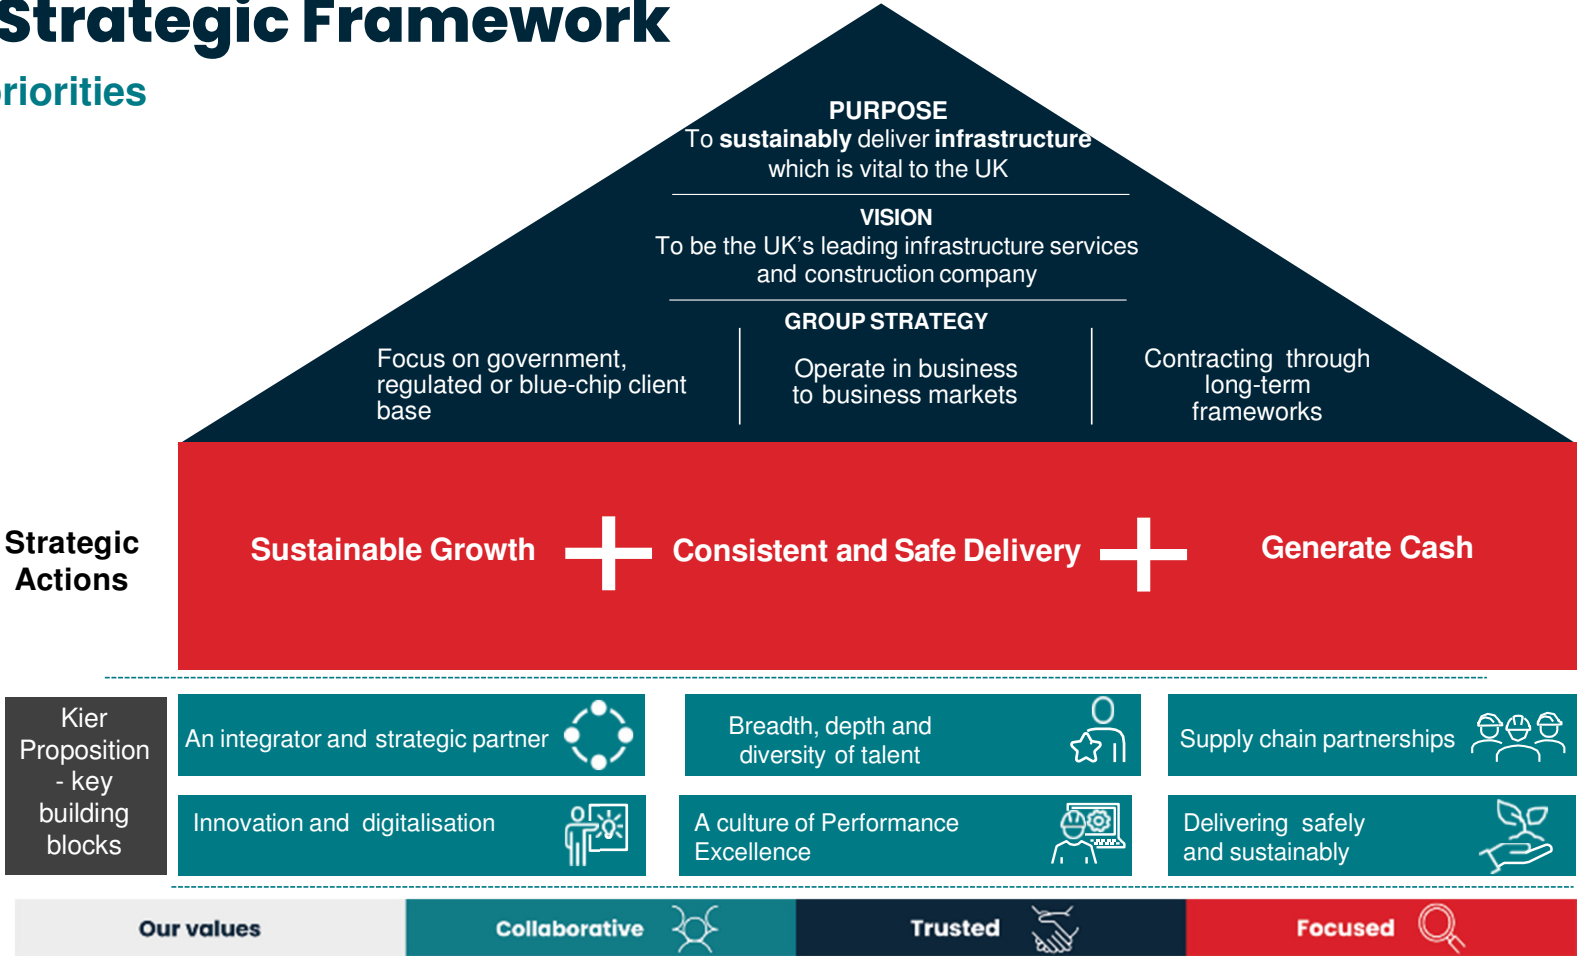 Strategic Framework
priorities
PURPOSE
To sustainably deliver infrastructure
which is vital to the UK
VISION
To be the UK's leading infrastructure services
and construction company
GROUP STRATEGY
Focus on government,
regulated or blue-chip client
base
Operate in business
to business markets
Contracting through
long-term
frameworks
Strategic
Actions
Sustainable Growth
Consistent and Safe Delivery
Generate Cash
Kier
Proposition
- key
building
blocks
An integrator and strategic partner
Breadth, depth and
diversity of talent
Supply chain partnerships
Innovation and digitalisation
A culture of Performance
Excellence
Delivering safely
and sustainably
Our values
Collaborative
Trusted
Focused